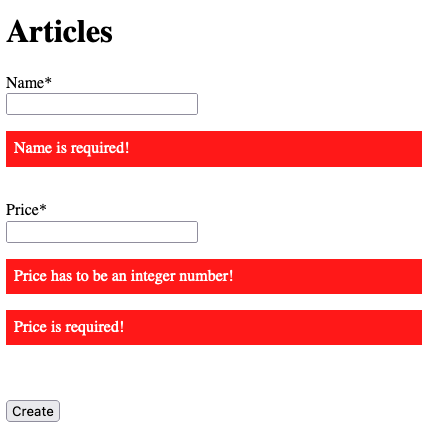 Articles
Name*
Name is required!
Price*
Price has to be an integer number!
Price is required!
Create